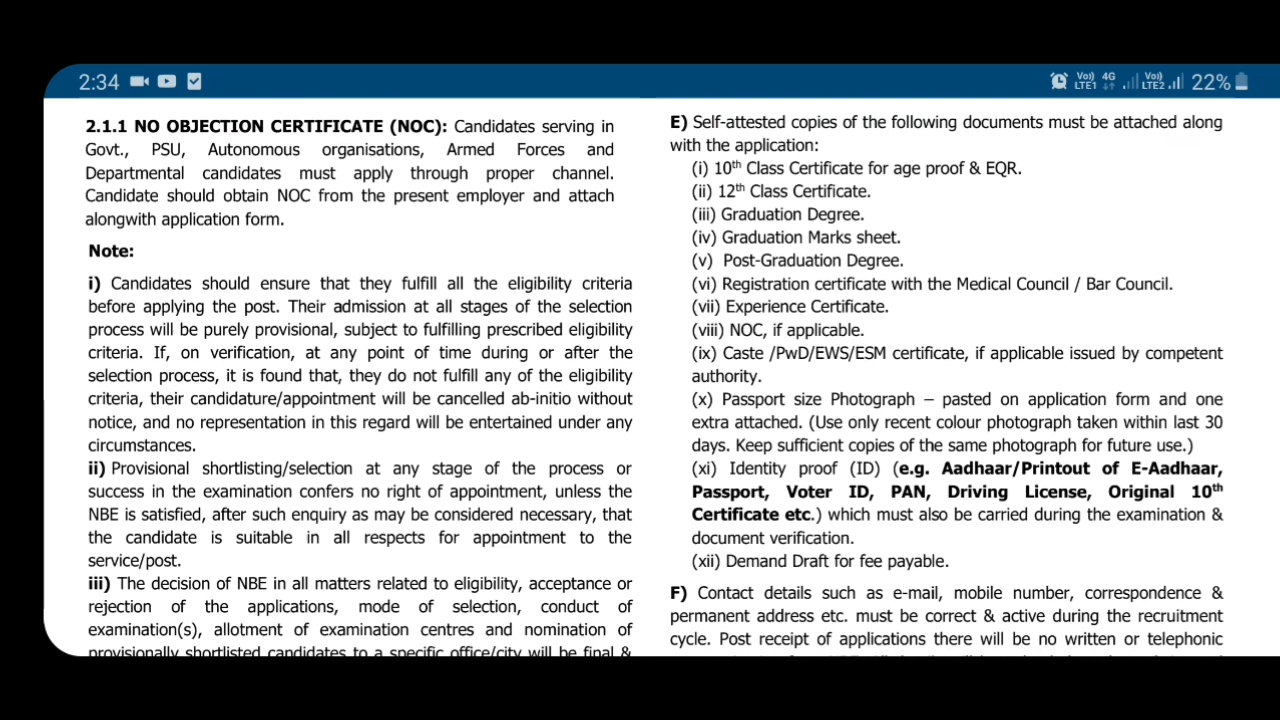 2:34
Vo) 4G LTE1 Vo) LTE2 22%
2.1.1 NO OBJECTION CERTIFICATE (NOC): Candidates serving in
Govt., PSU, Autonomous organisations, Armed Forces and
Departmental candidates must apply through proper channel.
Candidate should obtain NOC from the present employer and attach
alongwith application form.
Note:
i) Candidates should ensure that they fulfill all the eligibility criteria
before applying the post. Their admission at all stages of the selection
process will be purely provisional, subject to fulfilling prescribed eligibility
criteria. If, on verification, at any point of time during or after the
selection process, it is found that, they do not fulfill any of the eligibility
criteria, their candidature/appointment will be cancelled ab-initio without
notice, and no representation in this regard will be entertained under any
circumstances.
ii) Provisional shortlisting/selection at any stage of the process or
success in the examination confers no right of appointment, unless the
NBE is satisfied, after such enquiry as may be considered necessary, that
the candidate is suitable in all respects for appointment to the
service/post.
iii) The decision of NBE in all matters related to eligibility, acceptance or
rejection of the applications, mode of selection, conduct of
examination(s), allotment of examination centres and nomination of
provisionally shortlisted candidates to a specific office/city will be final &
E) Self-attested copies of the following documents must be attached along
with the application:
(i) 10th Class Certificate for age proof & EQR.
(ii) 12th Class Certificate.
(iii) Graduation Degree.
(iv) Graduation Marks sheet.
(v) Post-Graduation Degree.
(vi) Registration certificate with the Medical Council / Bar Council.
(vii) Experience Certificate.
(viii) NOC, if applicable.
(ix) Caste /PwD/EWS/ESM certificate, if applicable issued by competent
authority.
(x) Passport size Photograph – pasted on application form and one
extra attached. (Use only recent colour photograph taken within last 30
days. Keep sufficient copies of the same photograph for future use.)
(xi) Identity proof (ID) (e.g. Aadhaar/Printout of E-Aadhaar,
Passport, Voter ID, PAN, Driving License, Original 10th
Certificate etc.) which must also be carried during the examination &
document verification.
(xii) Demand Draft for fee payable.
F) Contact details such as e-mail, mobile number, correspondence &
permanent address etc. must be correct & active during the recruitment
cycle. Post receipt of applications there will be no written or telephonic